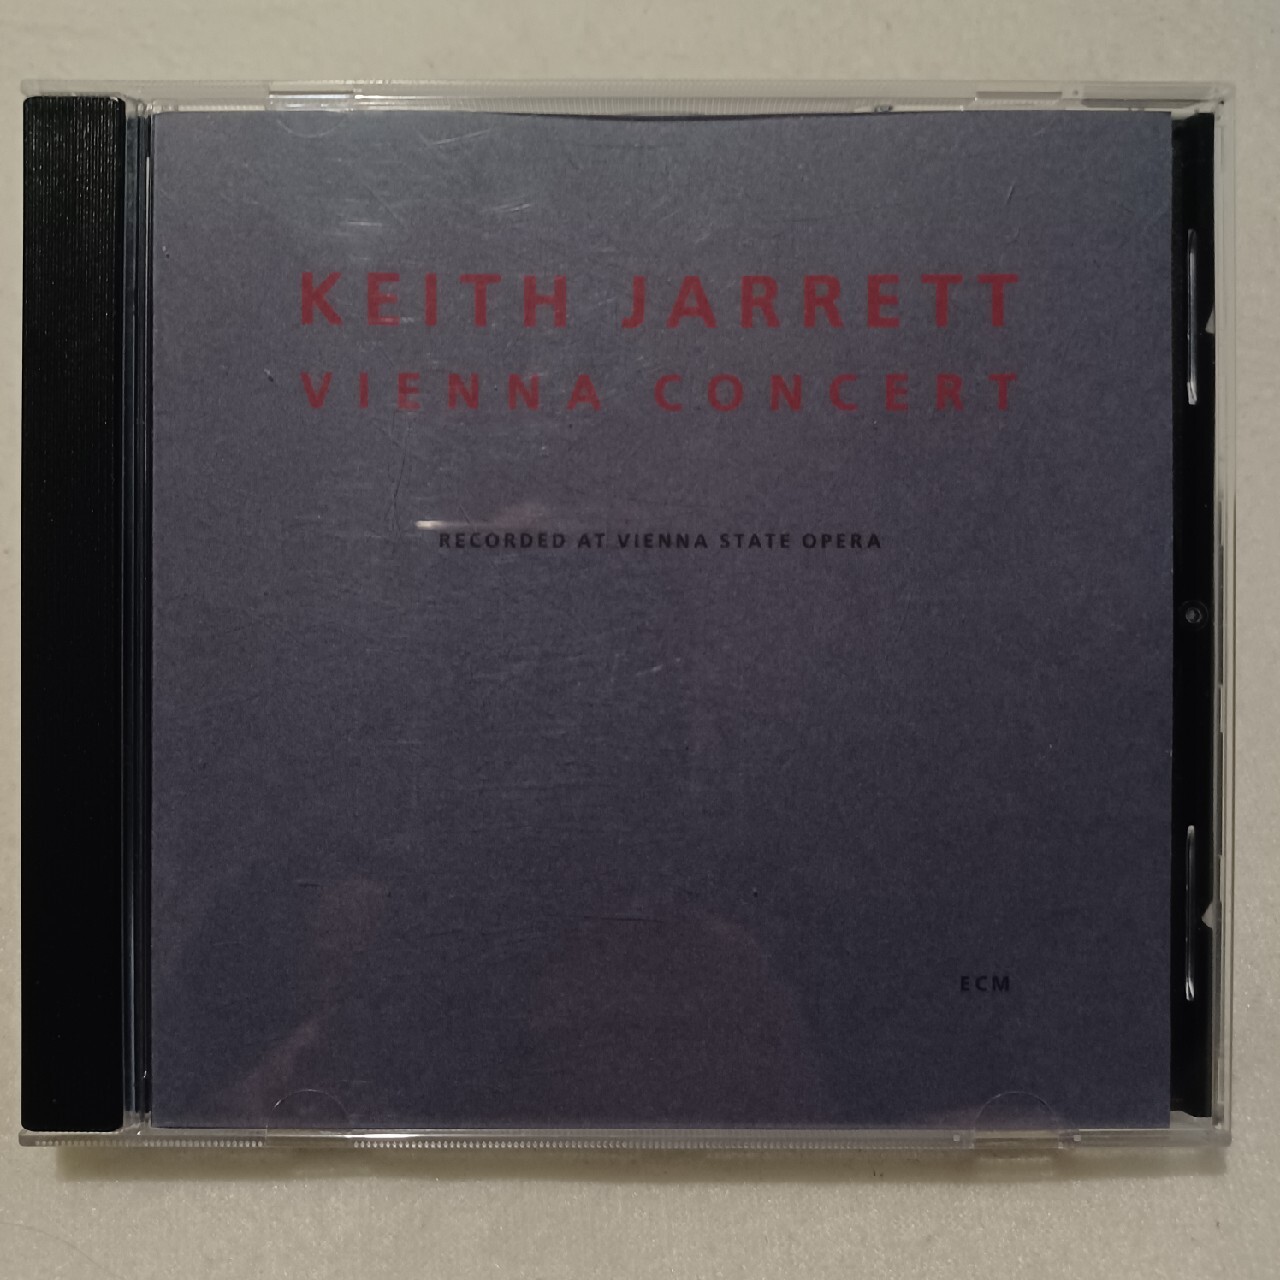 KEITH JARRETT
VIENNA CONCERT
RECORDED AT VIENNA STATE OPERA
ECM